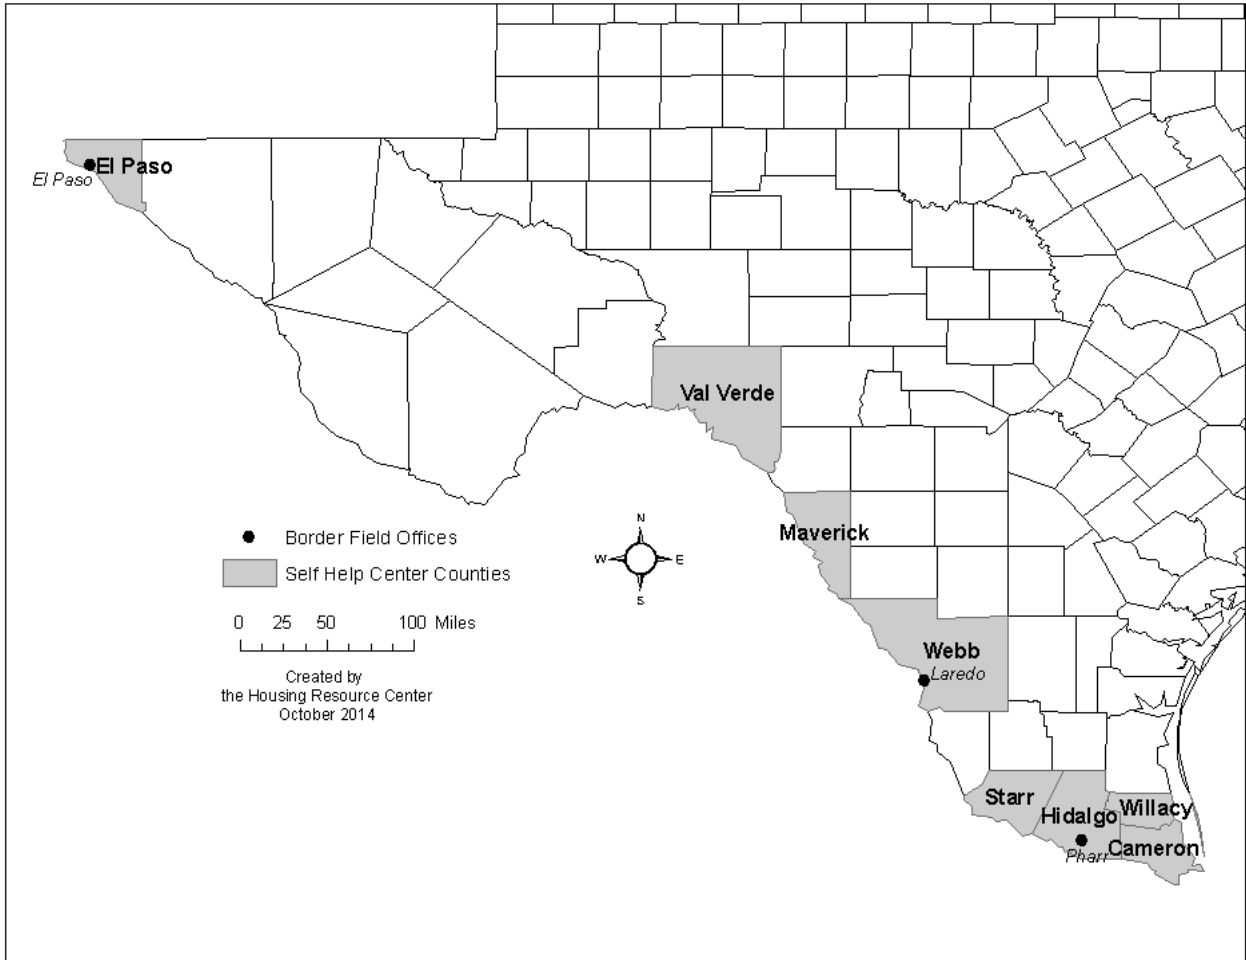 El Paso
El Paso
Val Verde
Maverick
N
W E
S
Border Field Offices
Self Help Center Counties
0 25 50 100 Miles
Created by
the Housing Resource Center
October 2014
Webb
Laredo
Starr
Hidalgo
Willacy
Pharr
Cameron